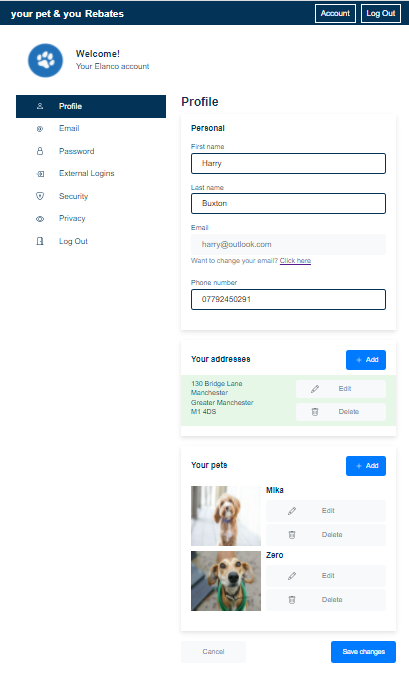 your pet & you Rebates
Account
Log Out
Welcome!
Your Elanco account
Profile
Email
Password
External Logins
Security
Privacy
Log Out
Profile
Personal
First name
Harry
Last name
Buxton
Email
harry@outlook.com
Want to change your email? Click here
Phone number
07792450291
Your addresses
+ Add
130 Bridge Lane
Manchester
Greater Manchester
M1 4DS
Edit
Delete
Your pets
+ Add
Mika
Edit
Delete
Zero
Edit
Delete
Cancel
Save changes